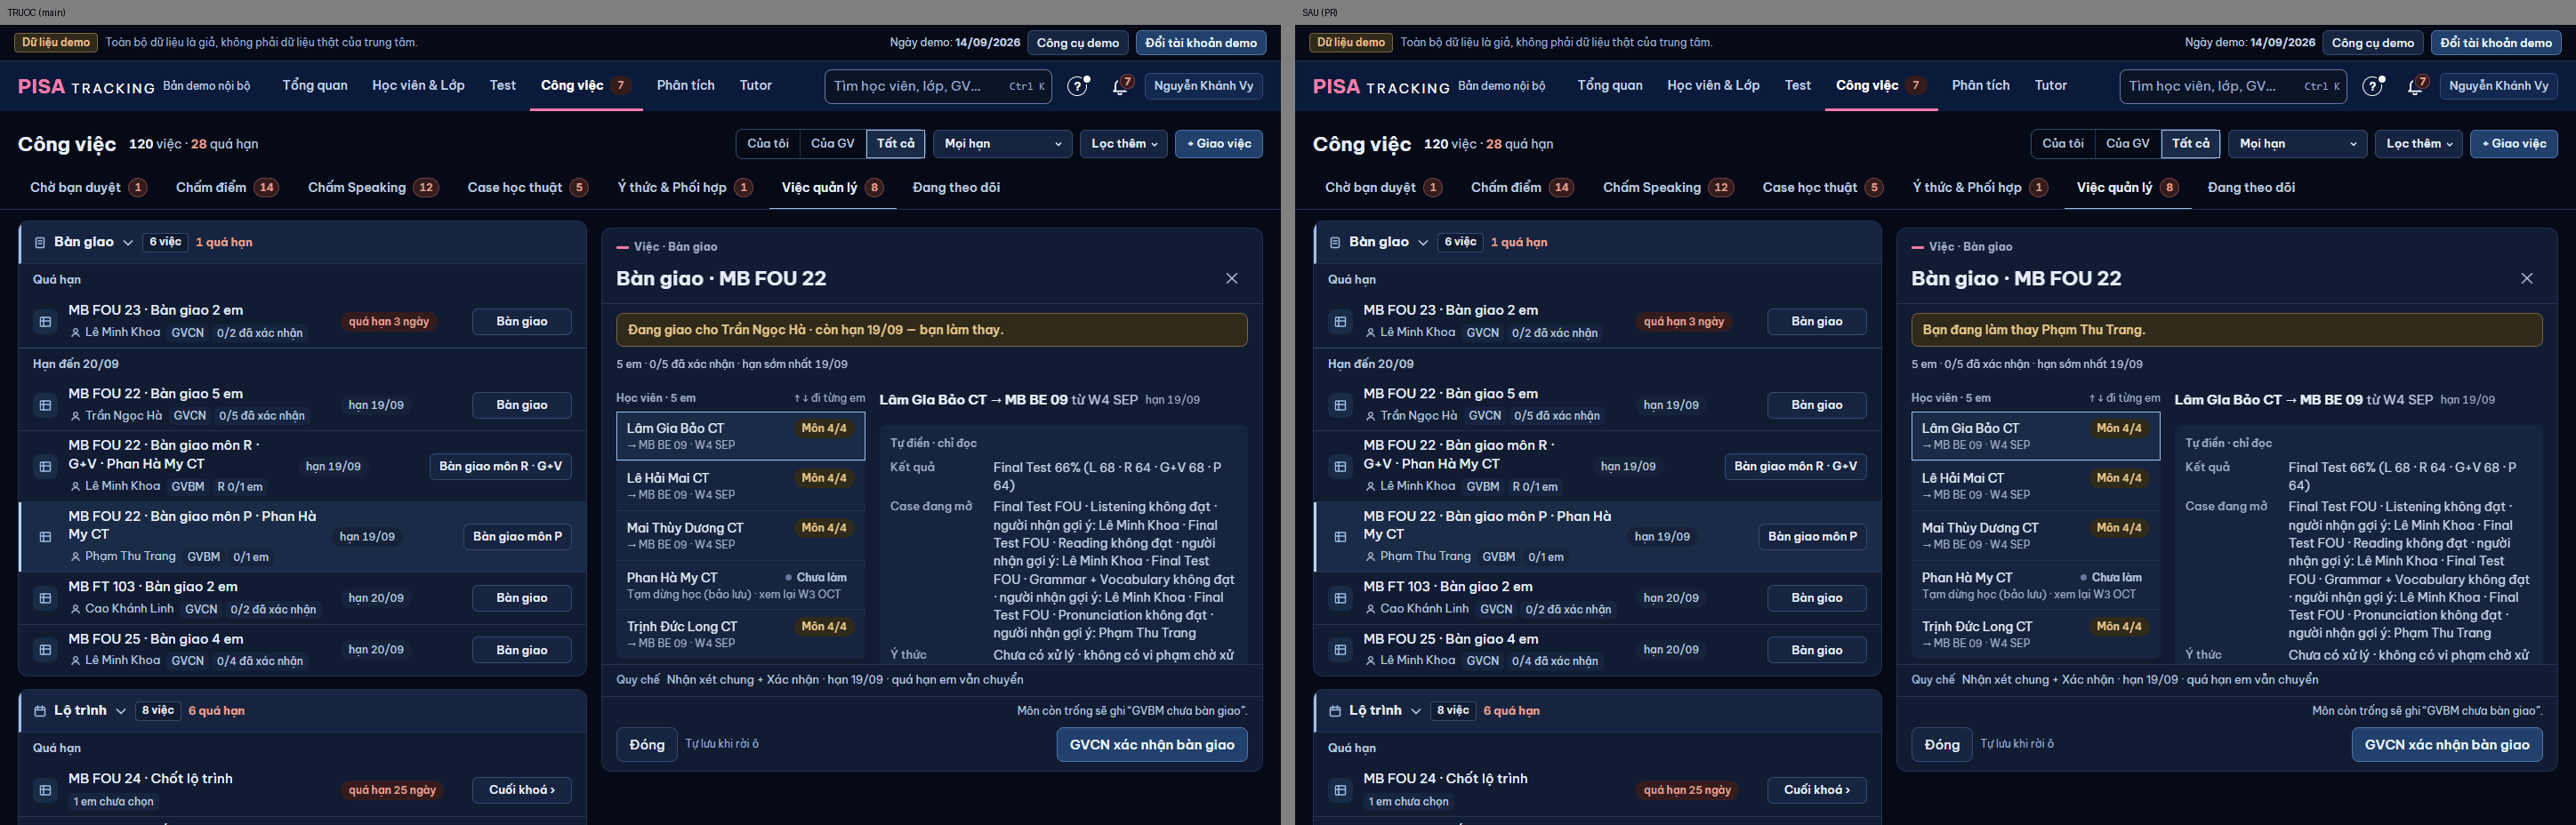 TRUOC (main)
Dữ liệu demo Toàn bộ dữ liệu là giả, không phải dữ liệu thật của trung tâm. Ngày demo: 14/09/2026 Công cụ demo Đổi tài khoản demo
PISA TRACKING Bản demo nội bộ Tổng quan Học viên & Lớp Test Công việc 7 Phân tích Tutor Tìm học viên, lớp, GV... Ctrl K ? 7 Nguyễn Khánh Vy
Công việc 120 việc · 28 quá hạn Của tôi Của GV Tất cả Mọi hạn Lọc thêm + Giao việc
Chờ bạn duyệt 1 Chấm điểm 14 Chấm Speaking 12 Case học thuật 5 Ý thức & Phối hợp 1 Việc quản lý 8 Đang theo dõi
Bàn giao 6 việc 1 quá hạn
Quá hạn
MB FOU 23 · Bàn giao 2 em
Lê Minh Khoa GVCN 0/2 đã xác nhận
quá hạn 3 ngày
Bàn giao
Hạn đến 20/09
MB FOU 22 · Bàn giao 5 em
Trần Ngọc Hà GVCN 0/5 đã xác nhận
hạn 19/09
Bàn giao
MB FOU 22 · Bàn giao môn R ·
G+V · Phan Hà My CT
Lê Minh Khoa GVBM R 0/1 em
hạn 19/09
Bàn giao môn R · G+V
MB FOU 22 · Bàn giao môn P · Phan Hà
My CT
Phạm Thu Trang GVBM 0/1 em
hạn 19/09
Bàn giao môn P
MB FT 103 · Bàn giao 2 em
Cao Khánh Linh GVCN 0/2 đã xác nhận
hạn 20/09
Bàn giao
MB FOU 25 · Bàn giao 4 em
Lê Minh Khoa GVCN 0/4 đã xác nhận
hạn 20/09
Bàn giao
Lộ trình 8 việc 6 quá hạn
Quá hạn
MB FOU 24 · Chốt lộ trình
1 em chưa chọn
quá hạn 25 ngày
Cuối khoá ›
Việc · Bàn giao
Bàn giao · MB FOU 22
Đang giao cho Trần Ngọc Hà · còn hạn 19/09 — bạn làm thay.
5 em · 0/5 đã xác nhận · hạn sớm nhất 19/09
Học viên · 5 em ↑↓ đi từng em
Lâm Gia Bảo CT Môn 4/4
→ MB BE 09 · W4 SEP
Lê Hải Mai CT Môn 4/4
→ MB BE 09 · W4 SEP
Mai Thùy Dương CT Môn 4/4
→ MB BE 09 · W4 SEP
Phan Hà My CT Chưa làm
Tạm dừng học (bảo lưu) · xem lại W3 OCT
Trịnh Đức Long CT Môn 4/4
→ MB BE 09 · W4 SEP
Lâm Gia Bảo CT → MB BE 09 từ W4 SEP hạn 19/09
Tự điền · chỉ đọc
Kết quả Final Test 66% (L 68 · R 64 · G+V 68 · P
64)
Case đang mở Final Test FOU · Listening không đạt ·
người nhận gợi ý: Lê Minh Khoa · Final
Test FOU · Reading không đạt · người
nhận gợi ý: Lê Minh Khoa · Final Test
FOU · Grammar + Vocabulary không đạt
· người nhận gợi ý: Lê Minh Khoa · Final
Test FOU · Pronunciation không đạt ·
người nhận gợi ý: Phạm Thu Trang
Ý thức Chưa có xử lý · không có vi phạm chờ xử
Quy chế Nhận xét chung + Xác nhận · hạn 19/09 · quá hạn em vẫn chuyển
Môn còn trống sẽ ghi “GVBM chưa bàn giao”.
Đóng Tự lưu khi rời ô GVCN xác nhận bàn giao
SAU (PR)
Dữ liệu demo Toàn bộ dữ liệu là giả, không phải dữ liệu thật của trung tâm. Ngày demo: 14/09/2026 Công cụ demo Đổi tài khoản demo
PISA TRACKING Bản demo nội bộ Tổng quan Học viên & Lớp Test Công việc 7 Phân tích Tutor Tìm học viên, lớp, GV... Ctrl K ? 7 Nguyễn Khánh Vy
Công việc 120 việc · 28 quá hạn Của tôi Của GV Tất cả Mọi hạn Lọc thêm + Giao việc
Chờ bạn duyệt 1 Chấm điểm 14 Chấm Speaking 12 Case học thuật 5 Ý thức & Phối hợp 1 Việc quản lý 8 Đang theo dõi
Bàn giao 6 việc 1 quá hạn
Quá hạn
MB FOU 23 · Bàn giao 2 em
Lê Minh Khoa GVCN 0/2 đã xác nhận
quá hạn 3 ngày
Bàn giao
Hạn đến 20/09
MB FOU 22 · Bàn giao 5 em
Trần Ngọc Hà GVCN 0/5 đã xác nhận
hạn 19/09
Bàn giao
MB FOU 22 · Bàn giao môn R ·
G+V · Phan Hà My CT
Lê Minh Khoa GVBM R 0/1 em
hạn 19/09
Bàn giao môn R · G+V
MB FOU 22 · Bàn giao môn P · Phan Hà
My CT
Phạm Thu Trang GVBM 0/1 em
hạn 19/09
Bàn giao môn P
MB FT 103 · Bàn giao 2 em
Cao Khánh Linh GVCN 0/2 đã xác nhận
hạn 20/09
Bàn giao
MB FOU 25 · Bàn giao 4 em
Lê Minh Khoa GVCN 0/4 đã xác nhận
hạn 20/09
Bàn giao
Lộ trình 8 việc 6 quá hạn
Quá hạn
MB FOU 24 · Chốt lộ trình
1 em chưa chọn
quá hạn 25 ngày
Cuối khoá ›
Việc · Bàn giao
Bàn giao · MB FOU 22
Bạn đang làm thay Phạm Thu Trang.
5 em · 0/5 đã xác nhận · hạn sớm nhất 19/09
Học viên · 5 em ↑↓ đi từng em
Lâm Gia Bảo CT Môn 4/4
→ MB BE 09 · W4 SEP
Lê Hải Mai CT Môn 4/4
→ MB BE 09 · W4 SEP
Mai Thùy Dương CT Môn 4/4
→ MB BE 09 · W4 SEP
Phan Hà My CT Chưa làm
Tạm dừng học (bảo lưu) · xem lại W3 OCT
Trịnh Đức Long CT Môn 4/4
→ MB BE 09 · W4 SEP
Lâm Gia Bảo CT → MB BE 09 từ W4 SEP hạn 19/09
Tự điền · chỉ đọc
Kết quả Final Test 66% (L 68 · R 64 · G+V 68 · P
64)
Case đang mở Final Test FOU · Listening không đạt ·
người nhận gợi ý: Lê Minh Khoa · Final
Test FOU · Reading không đạt · người
nhận gợi ý: Lê Minh Khoa · Final Test
FOU · Grammar + Vocabulary không đạt
· người nhận gợi ý: Lê Minh Khoa · Final
Test FOU · Pronunciation không đạt ·
người nhận gợi ý: Phạm Thu Trang
Ý thức Chưa có xử lý · không có vi phạm chờ xử
Quy chế Nhận xét chung + Xác nhận · hạn 19/09 · quá hạn em vẫn chuyển
Môn còn trống sẽ ghi “GVBM chưa bàn giao”.
Đóng Tự lưu khi rời ô GVCN xác nhận bàn giao